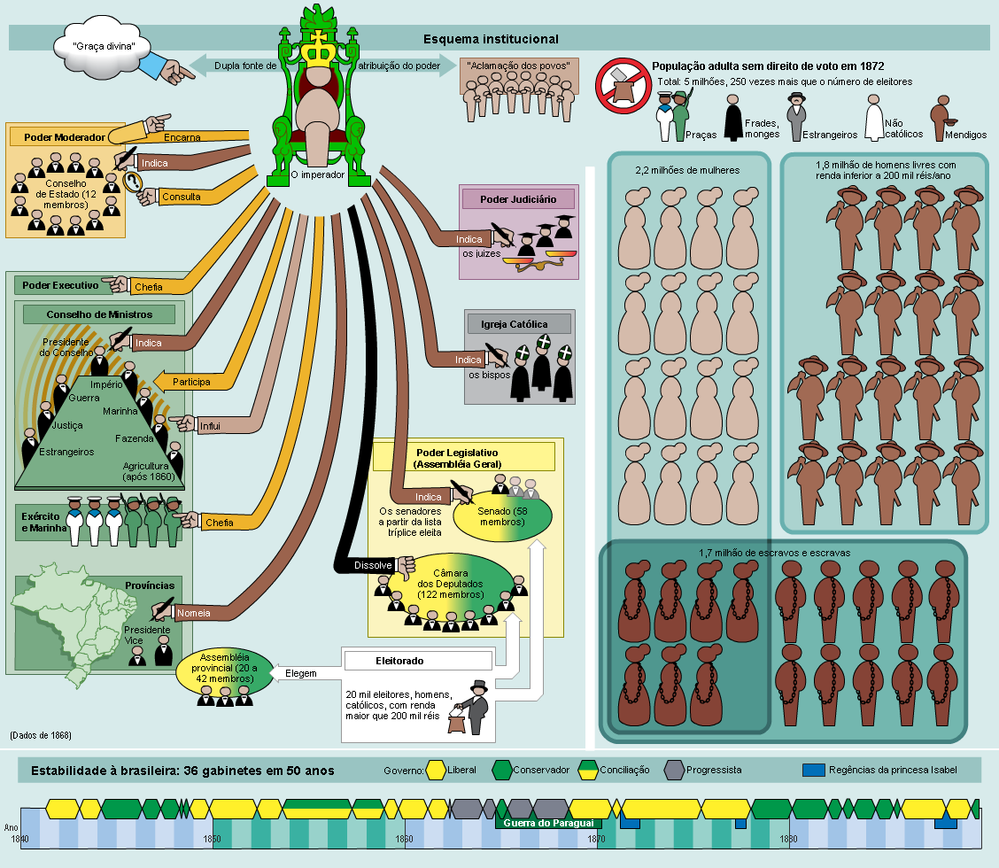 Esquema institucional
"Graça divina"
Dupla fonte de
atribuição do poder
"Aclamação dos povos"
O imperador
Poder Moderador
Encarna
Indica
Conselho
de Estado (12
membros)
?
Consulta
Poder Executivo
Chefia
Conselho de Ministros
Presidente
do Conselho
Indica
Império
Guerra
Participa
Marinha
Justiça
Influi
Fazenda
Estrangeiros
Agricultura
(após 1860)
Exército
e Marinha
Chefia
Províncias
Nomeia
Presidente
Vice
Assembléia
provincial (20 a
42 membros)
Elegem
(Dados de 1868)
Poder Judiciário
Indica
os juizes
Igreja Católica
Indica
os bispos
Poder Legislativo
(Assembléia Geral)
Indica
Os senadores
a partir da lista
tríplice eleita
Senado (58
membros)
Dissolve
Câmara
dos Deputados
(122 membros)
Eleitorado
20 mil eleitores, homens,
católicos, com renda
maior que 200 mil réis
População adulta sem direito de voto em 1872
Total: 5 milhões, 250 vezes mais que o número de eleitores
Praças
Frades,
monges
Estrangeiros
Não
católicos
Mendigos
2,2 milhões de mulheres
1,8 milhão de homens livres com
renda inferior a 200 mil réis/ano
1,7 milhão de escravos e escravas
Estabilidade à brasileira: 36 gabinetes em 50 anos
Governo:
Liberal
Conservador
Conciliação
Progressista
Regências da princesa Isabel
Guerra do Paraguai
Ano
1840
1850
1860
1870
1880